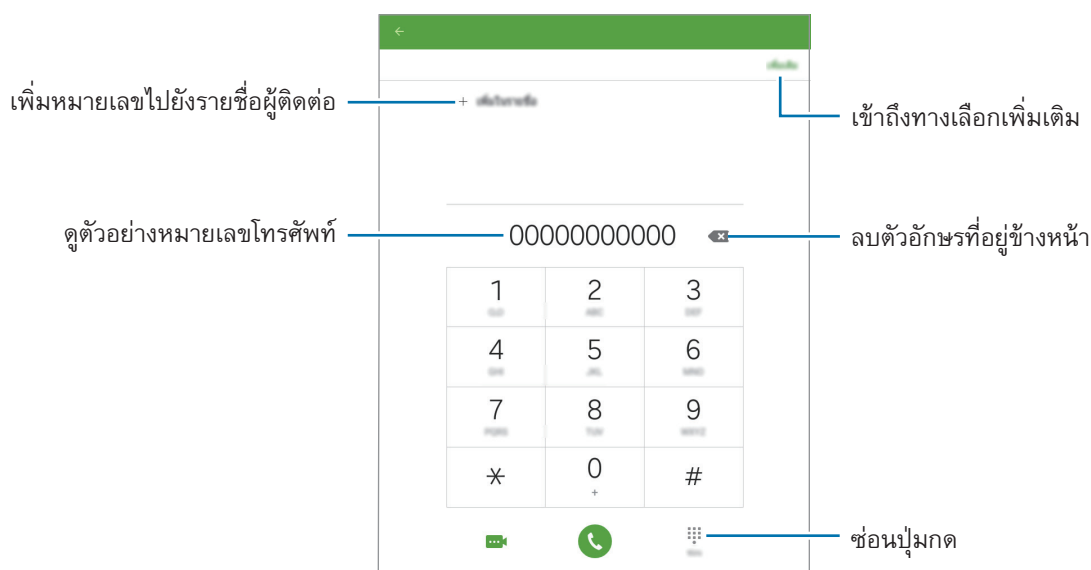 เพิ่มหมายเลขไปยังรายชื่อผู้ติดต่อ
เข้าถึงทางเลือกเพิ่มเติม
ดูตัวอย่างหมายเลขโทรศัพท์
00000000000
ลบตัวอักษรที่อยู่ข้างหน้า
1 2 3
4 5 6
7 8 9
* 0 #
+
ซ่อนปุ่มกด